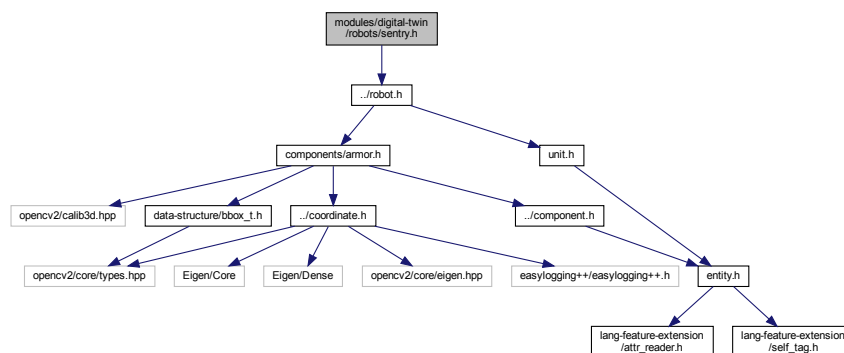 modules/digital-twin
/robots/sentry.h
../robot.h
components/armor.h
unit.h
opencv2/calib3d.hpp
data-structure/bbox_t.h
../coordinate.h
../component.h
opencv2/core/types.hpp
Eigen/Core
Eigen/Dense
opencv2/core/eigen.hpp
easylogging++/easylogging++.h
entity.h
lang-feature-extension
/attr_reader.h
lang-feature-extension
/self_tag.h